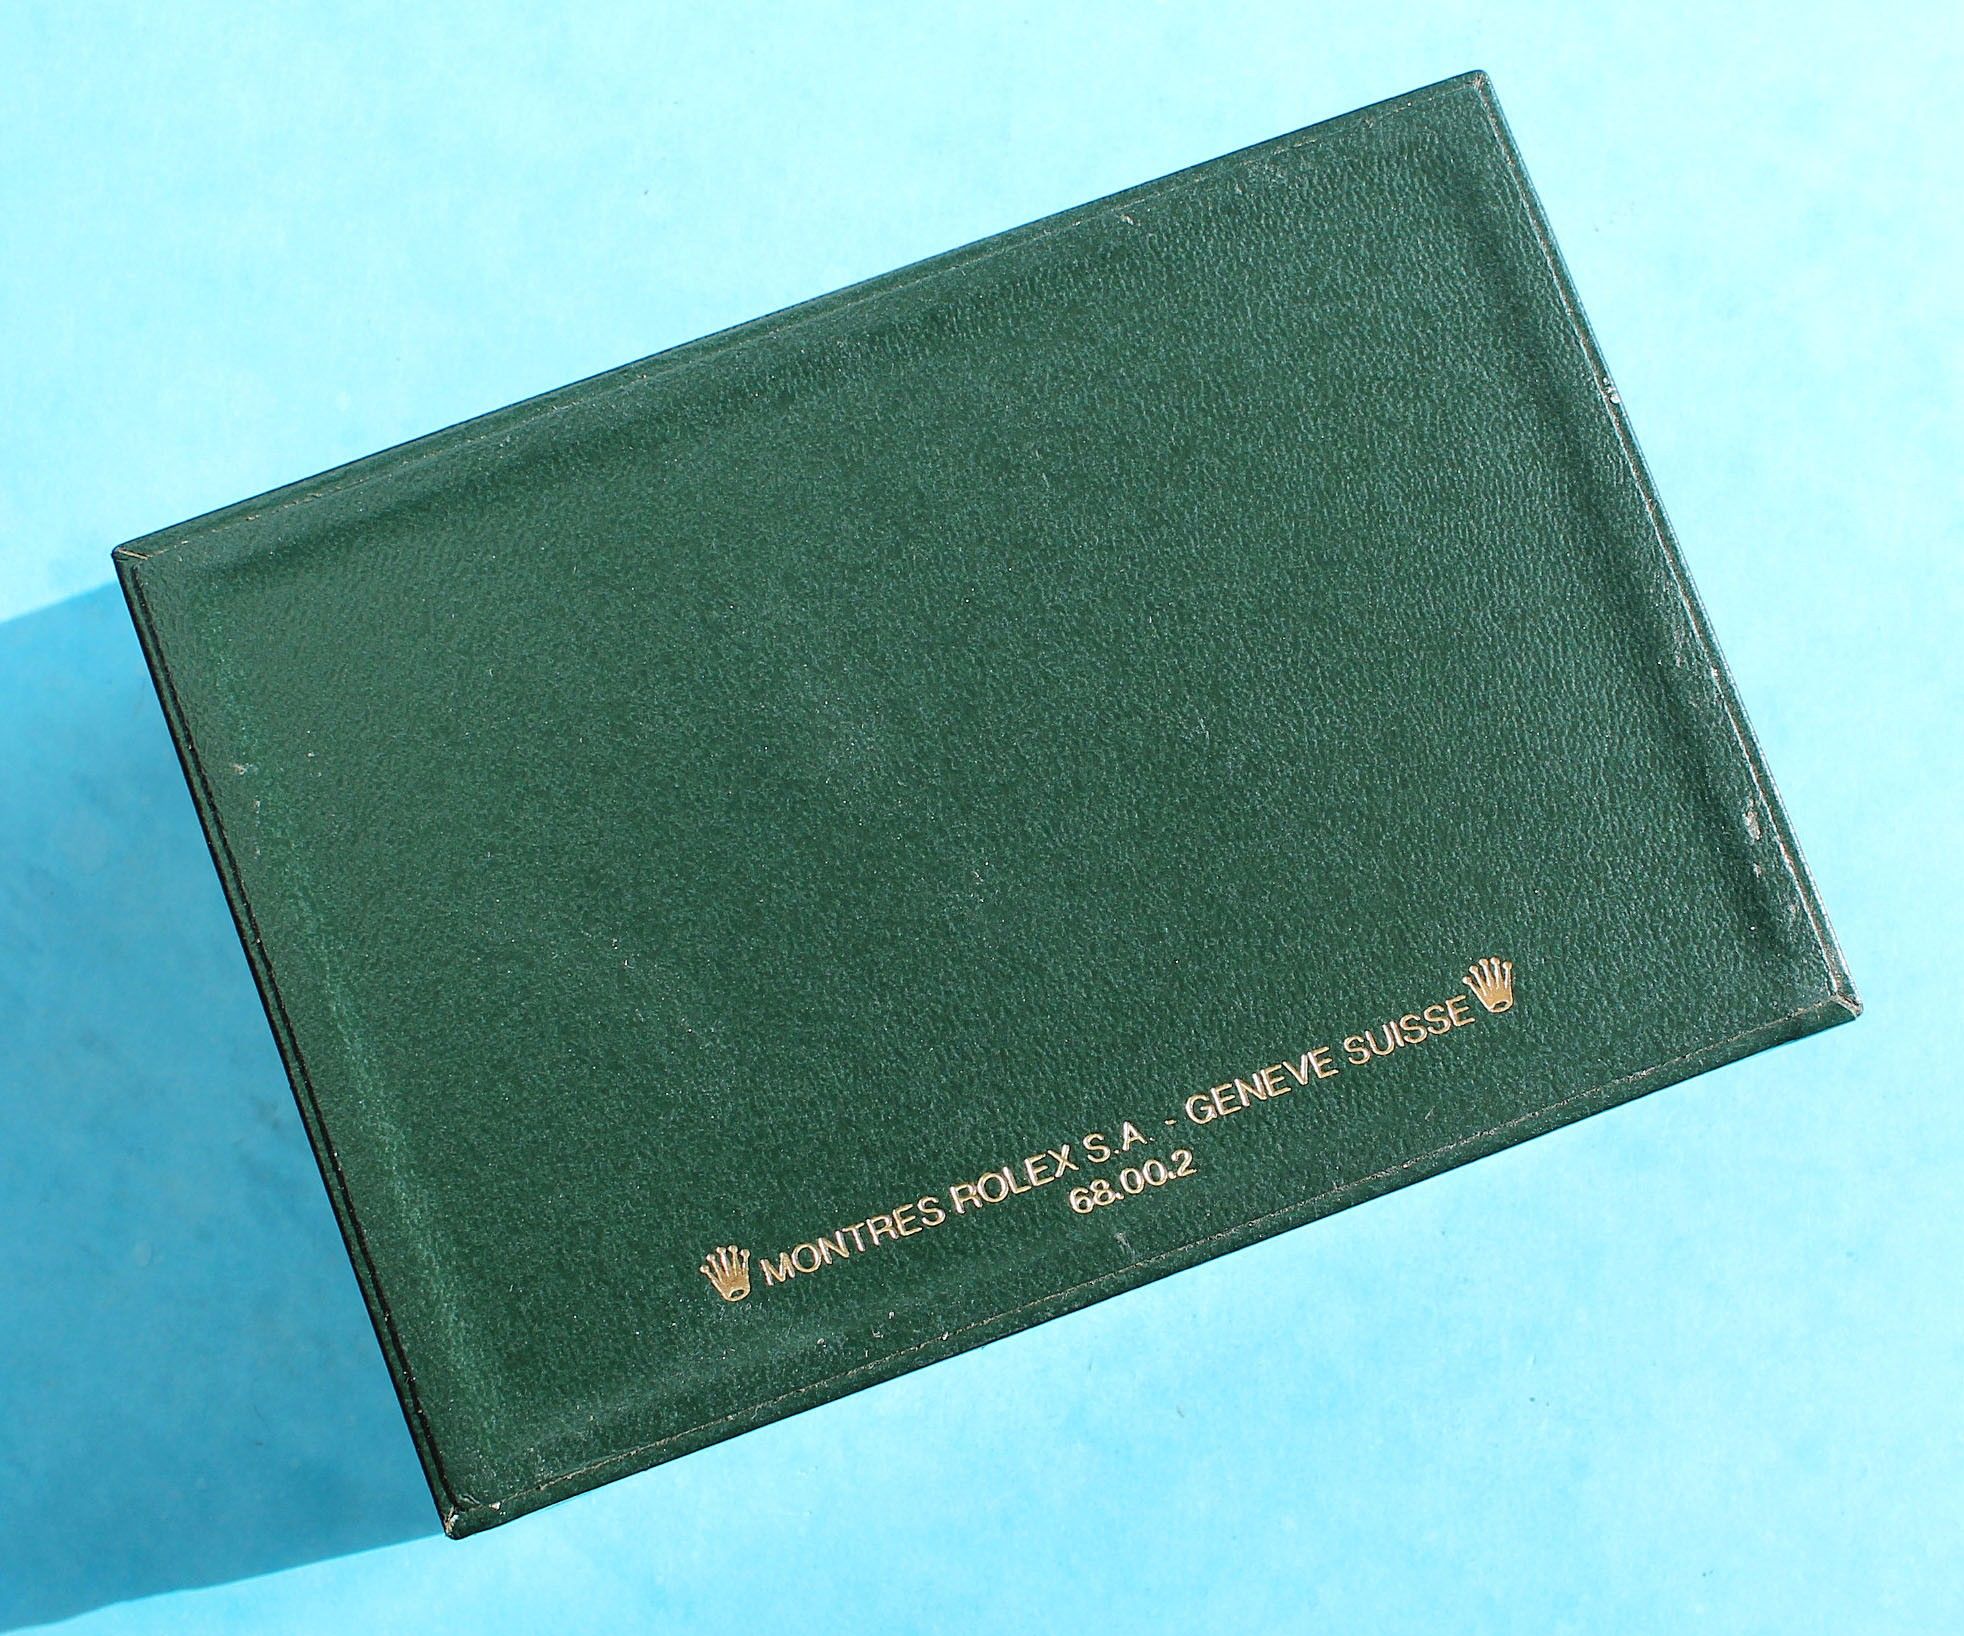 MONTRES ROLEX S.A. - GENEVE SUISSE
68.00.2